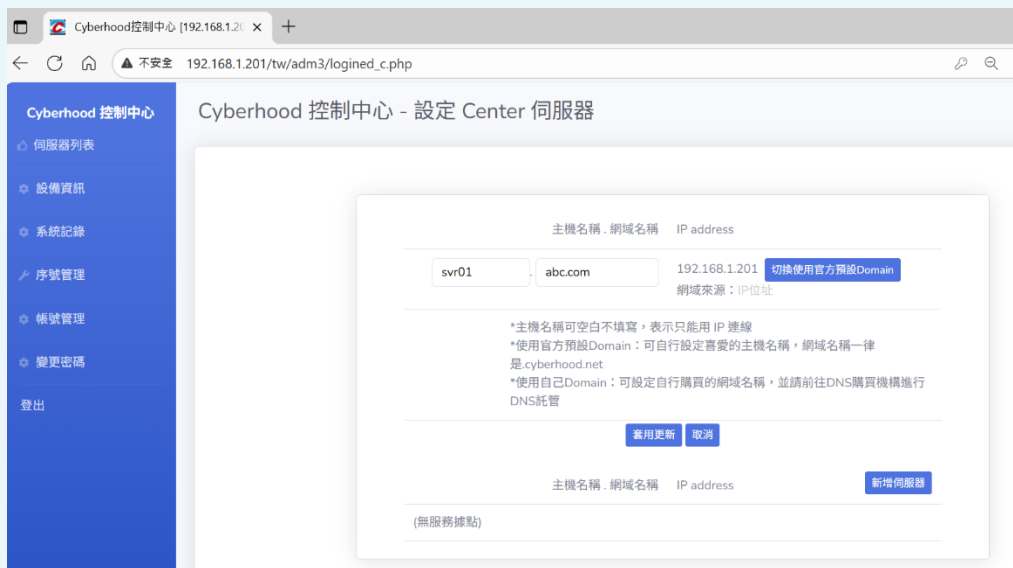 Cyberhood控制中心 [192.168.1.20
不安全 192.168.1.201/tw/adm3/logined_c.php
Cyberhood 控制中心
伺服器列表
設備資訊
系統記錄
序號管理
帳號管理
變更密碼
登出
Cyberhood 控制中心 - 設定 Center 伺服器
主機名稱 . 網域名稱 IP address
svr01 . abc.com 192.168.1.201 切換使用官方預設Domain
網域來源：IP位址
*主機名稱可空白不填寫，表示只能用 IP 連線
*使用官方預設Domain：可自行設定喜愛的主機名稱，網域名稱一律
是.cyberhood.net
*使用自己Domain：可設定自行購買的網域名稱，並請前往DNS購買機構進行
DNS託管
套用更新 取消
主機名稱 . 網域名稱 IP address 新增伺服器
(無服務據點)